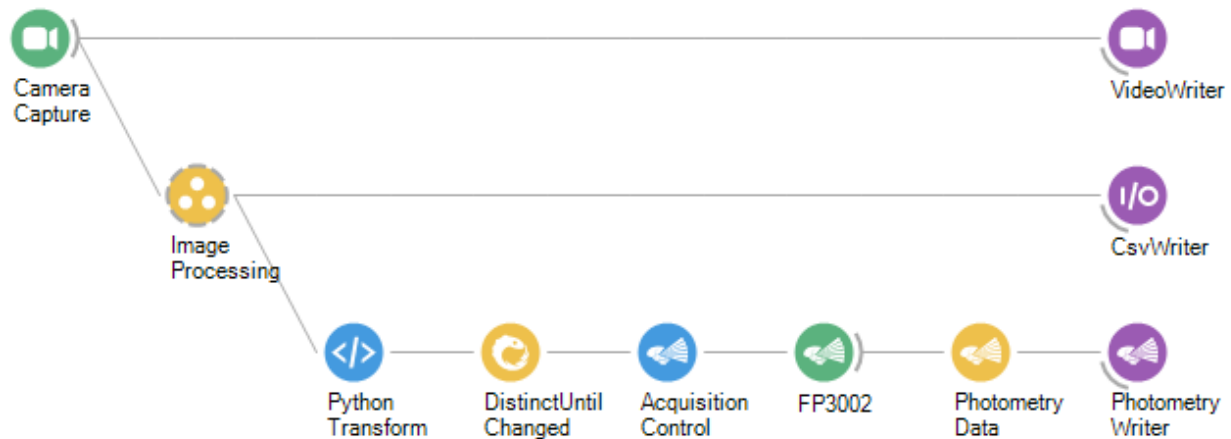 Camera
Capture
VideoWriter
Image
Processing
I/O
CsvWriter
</>
Python
Transform
DistinctUntil
Changed
Acquisition
Control
FP3002
Photometry
Data
Photometry
Writer